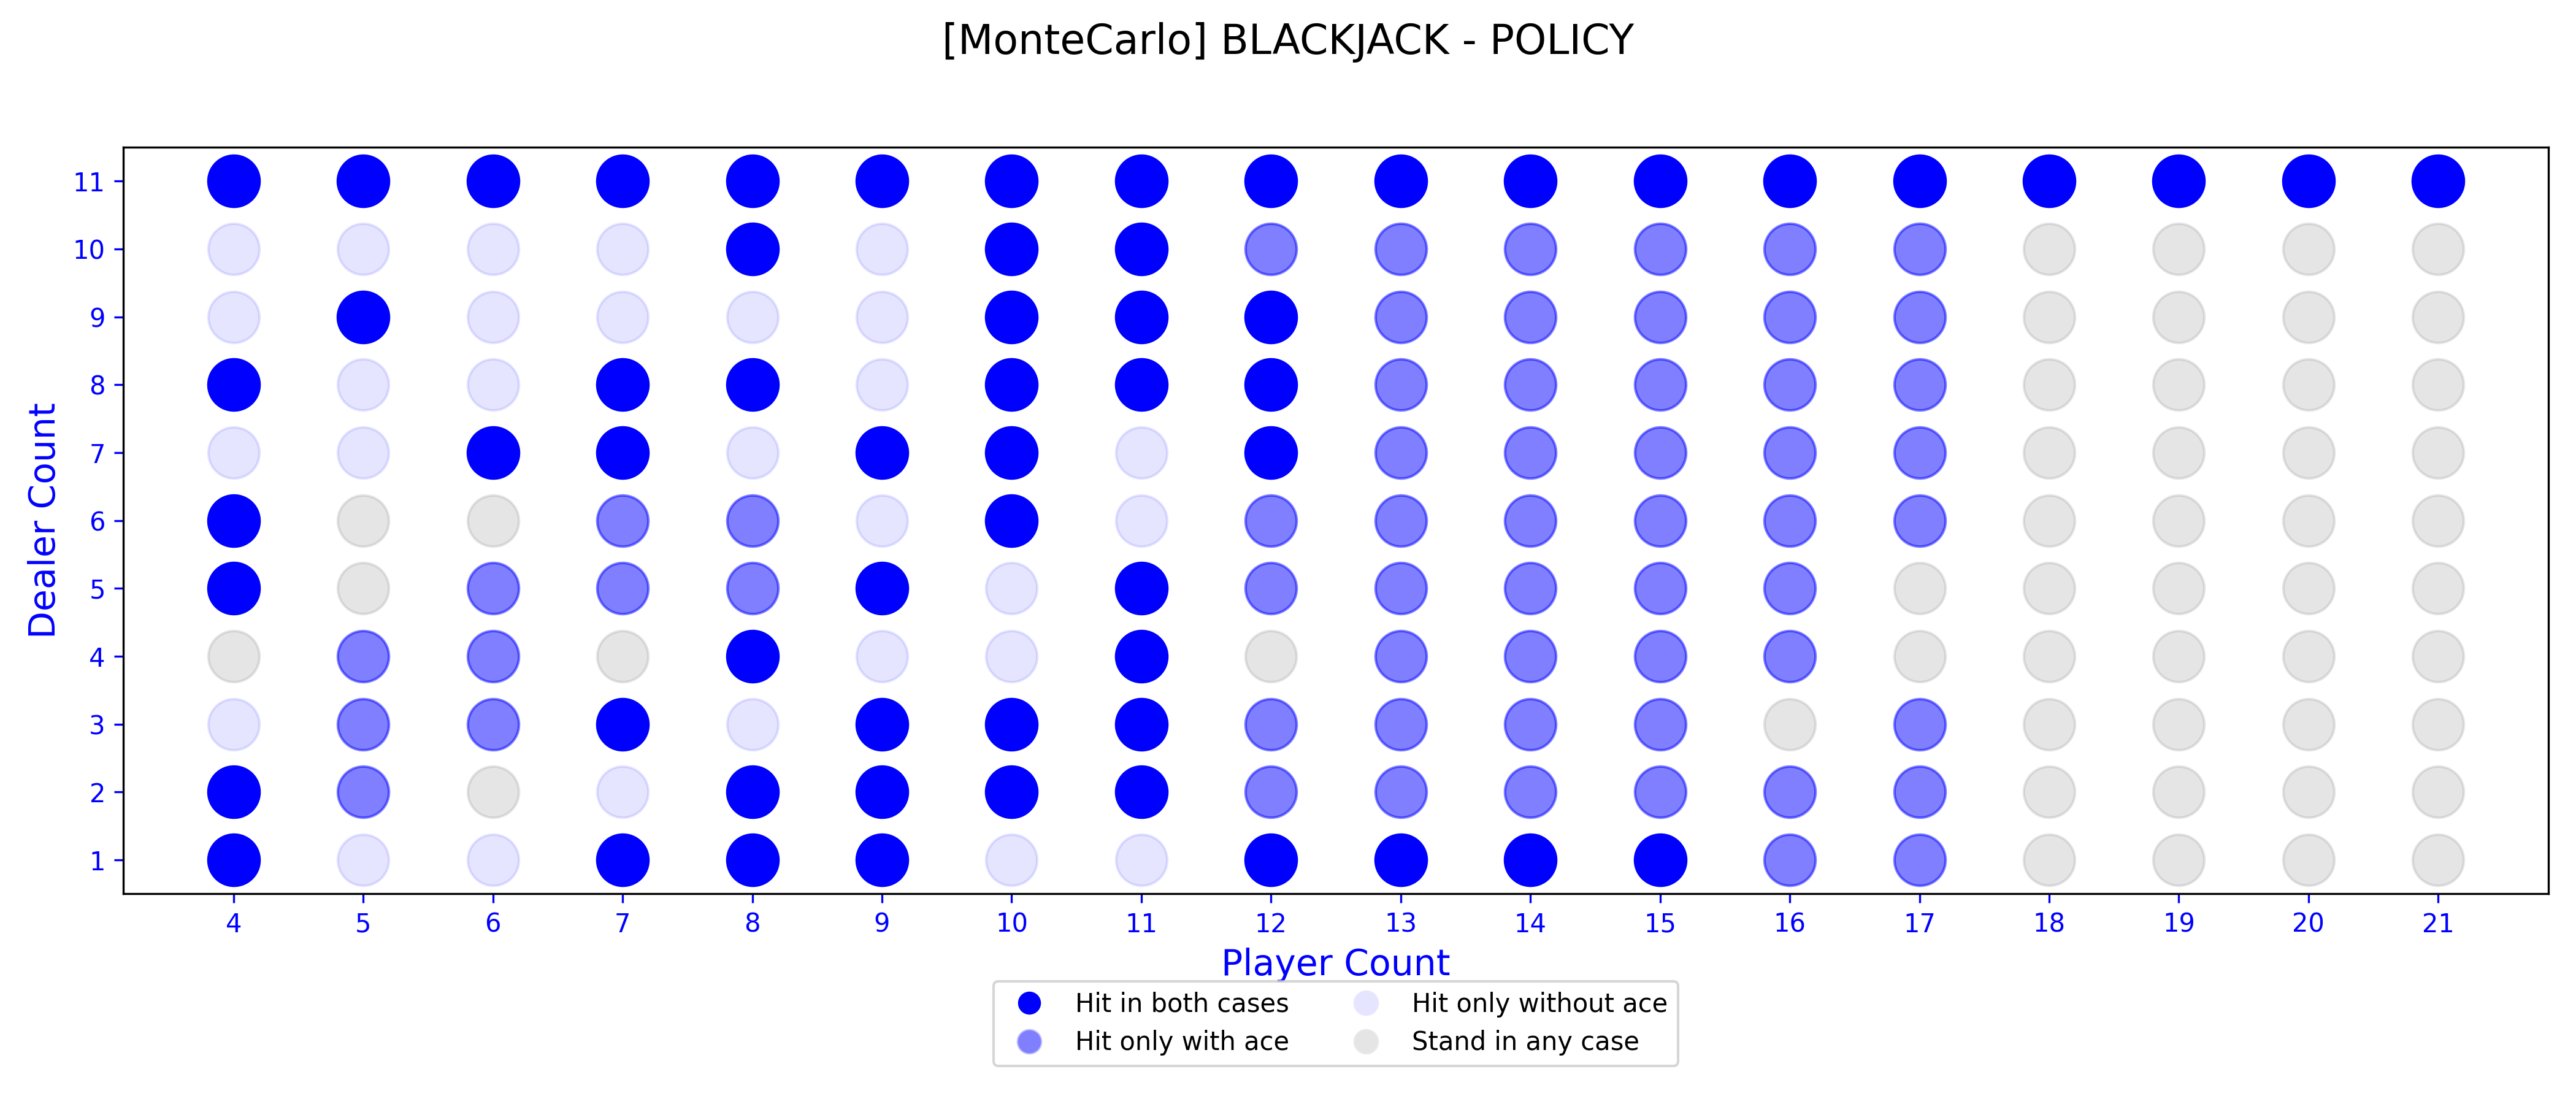 [MonteCarlo] BLACKJACK - POLICY
11
10
9
8
7
6
5
4
3
2
1
Dealer Count
4 5 6 7 8 9 10 11 12 13 14 15 16 17 18 19 20 21
Player Count
Hit in both cases Hit only without ace
Hit only with ace Stand in any case